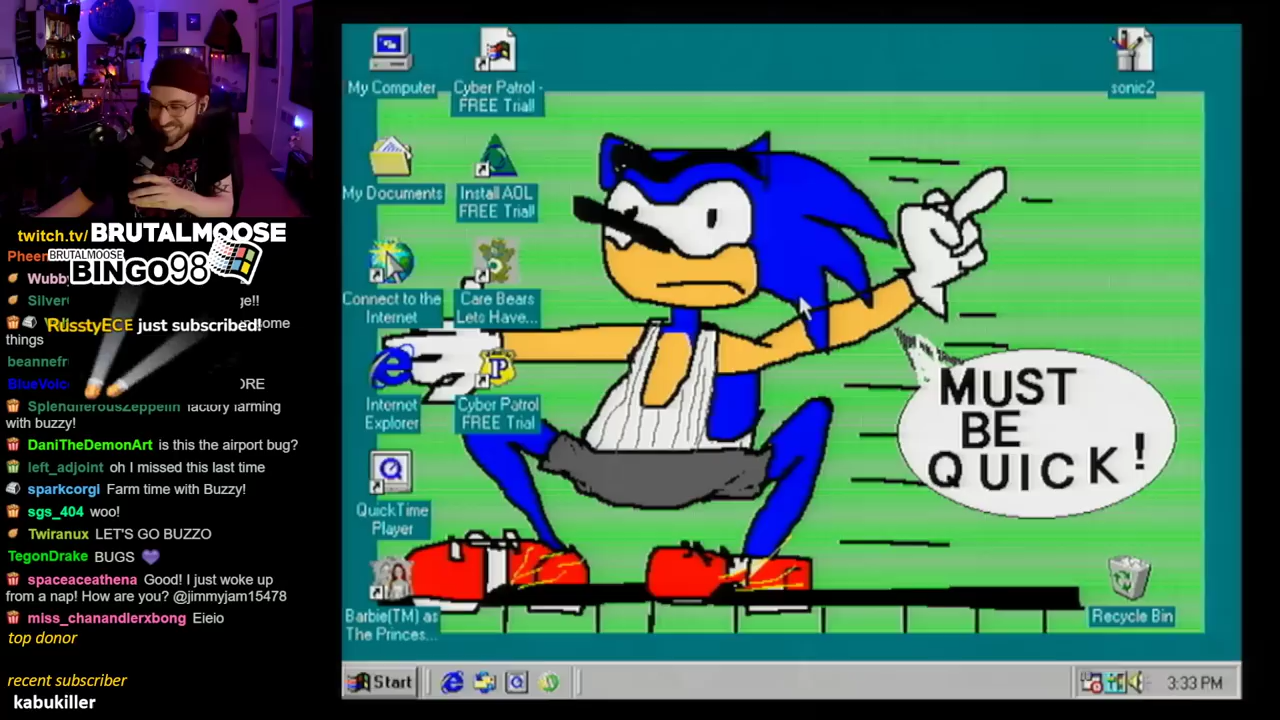 twitch.tv/BRUTALMOOSE
BRUTALMOOSE
BINGO98
RusstyECE just subscribed!
things
DaniTheDemonArt is this the airport bug?
left_adjoint oh I missed this last time
sparkcorgi Farm time with Buzzy!
sgs_404 woo!
Twiranux LET'S GO BUZZO
TegonDrake BUGS
spaceaceathena Good! I just woke up
from a nap! How are you? @jimmyjam15478
miss_chanandlerxbong Eieio
SplendiferousZeppelin factory farming
with buzzy!
top donor
recent subscriber
kabukiller
My Computer
Cyber Patrol -
FREE Trial!
sonic2
My Documents
Install AOL
FREE Trial!
Connect to the
Internet
Care Bears
Lets Have...
Internet
Explorer
Cyber Patrol
FREE Trial
QuickTime
Player
Barbie(TM) as
The Princes...
MUST
BE
QUICK!
Recycle Bin
Start
3:33 PM